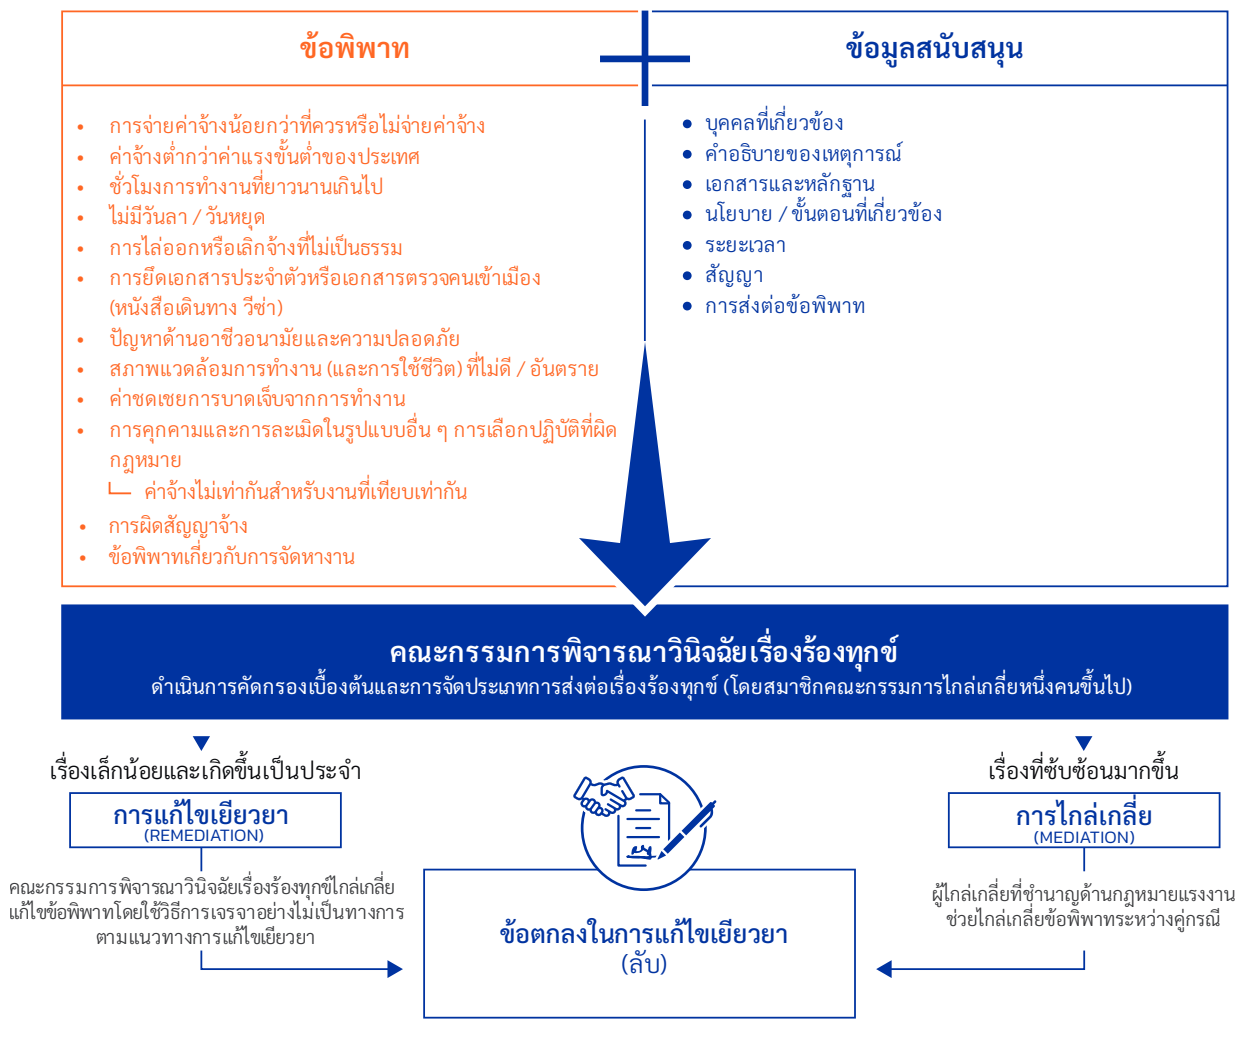 ข้อพิพาท
การจ่ายค่าจ้างน้อยกว่าที่ควรหรือไม่จ่ายค่าจ้าง
ค่าจ้างต่ำกว่าค่าแรงขั้นต่ำของประเทศ
ชั่วโมงการทำงานที่ยาวนานเกินไป
ไม่มีวันลา / วันหยุด
การไล่ออกหรือเลิกจ้างที่ไม่เป็นธรรม
การยึดเอกสารประจำตัวหรือเอกสารตรวจคนเข้าเมือง
(หนังสือเดินทาง วีซ่า)
ปัญหาด้านอาชีวอนามัยและความปลอดภัย
สภาพแวดล้อมการทำงาน (และการใช้ชีวิต) ที่ไม่ดี / อันตราย
ค่าชดเชยการบาดเจ็บจากการทำงาน
การคุกคามและการละเมิดในรูปแบบอื่น ๆ การเลือกปฏิบัติที่ผิด
กฎหมาย
ค่าจ้างไม่เท่ากันสำหรับงานที่เทียบเท่ากัน
การผิดสัญญาจ้าง
ข้อพิพาทเกี่ยวกับการจัดหางาน
ข้อมูลสนับสนุน
บุคคลที่เกี่ยวข้อง
คำอธิบายของเหตุการณ์
เอกสารและหลักฐาน
นโยบาย / ขั้นตอนที่เกี่ยวข้อง
ระยะเวลา
สัญญา
การส่งต่อข้อพิพาท
คณะกรรมการพิจารณาวินิจฉัยเรื่องร้องทุกข์
ดำเนินการคัดกรองเบื้องต้นและการจัดประเภทการส่งต่อเรื่องร้องทุกข์ (โดยสมาชิกคณะกรรมการไกล่เกลี่ยหนึ่งคนขึ้นไป)
เรื่องเล็กน้อยและเกิดขึ้นเป็นประจำ
การแก้ไขเยียวยา
(REMEDIATION)
คณะกรรมการพิจารณาวินิจฉัยเรื่องร้องทุกข์ไกล่เกลี่ย
แก้ไขข้อพิพาทโดยใช้วิธีการเจรจาอย่างไม่เป็นทางการ
ตามแนวทางการแก้ไขเยียวยา
เรื่องที่ซับซ้อนมากขึ้น
การไกล่เกลี่ย
(MEDIATION)
ผู้ไกล่เกลี่ยที่ชำนาญด้านกฎหมายแรงงาน
ช่วยไกล่เกลี่ยข้อพิพาทระหว่างคู่กรณี
ข้อตกลงในการแก้ไขเยียวยา
(ลับ)